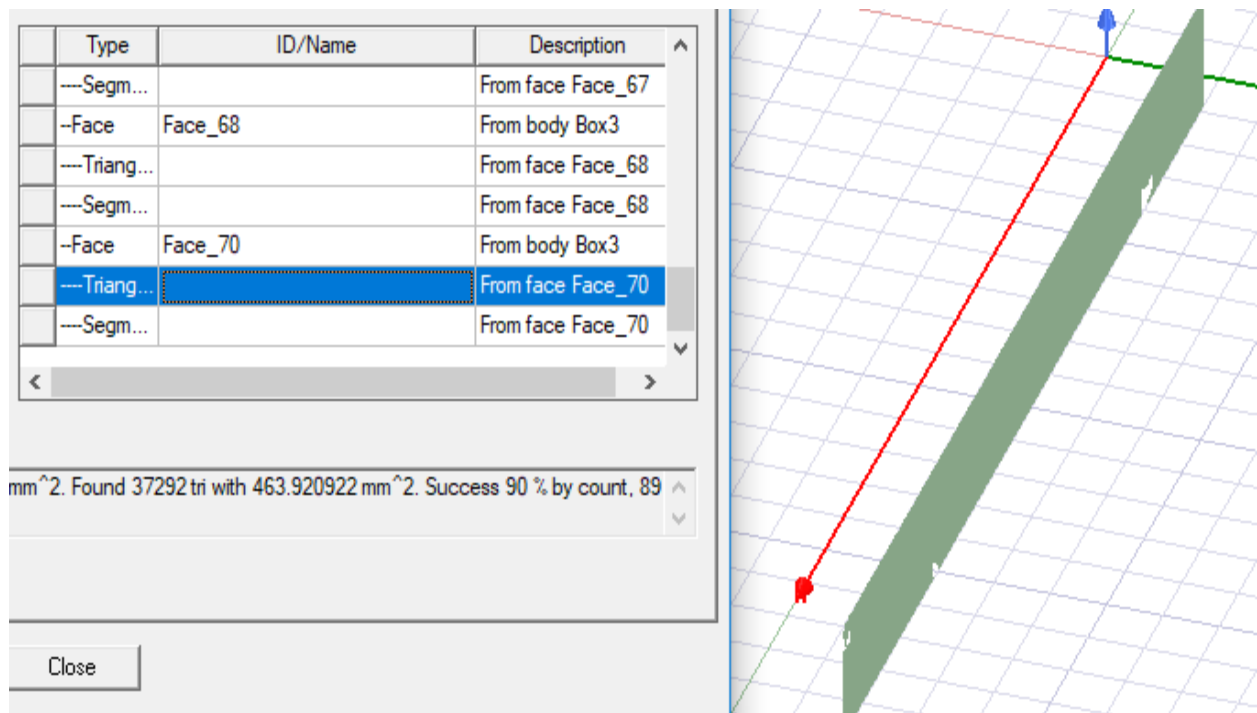 Type ID/Name Description
----Segm... From face Face_67
--Face Face_68 From body Box3
----Triang... From face Face_68
----Segm... From face Face_68
--Face Face_70 From body Box3
----Triang... From face Face_70
----Segm... From face Face_70
mm^2. Found 37292 tri with 463.920922 mm^2. Success 90 % by count, 89
Close